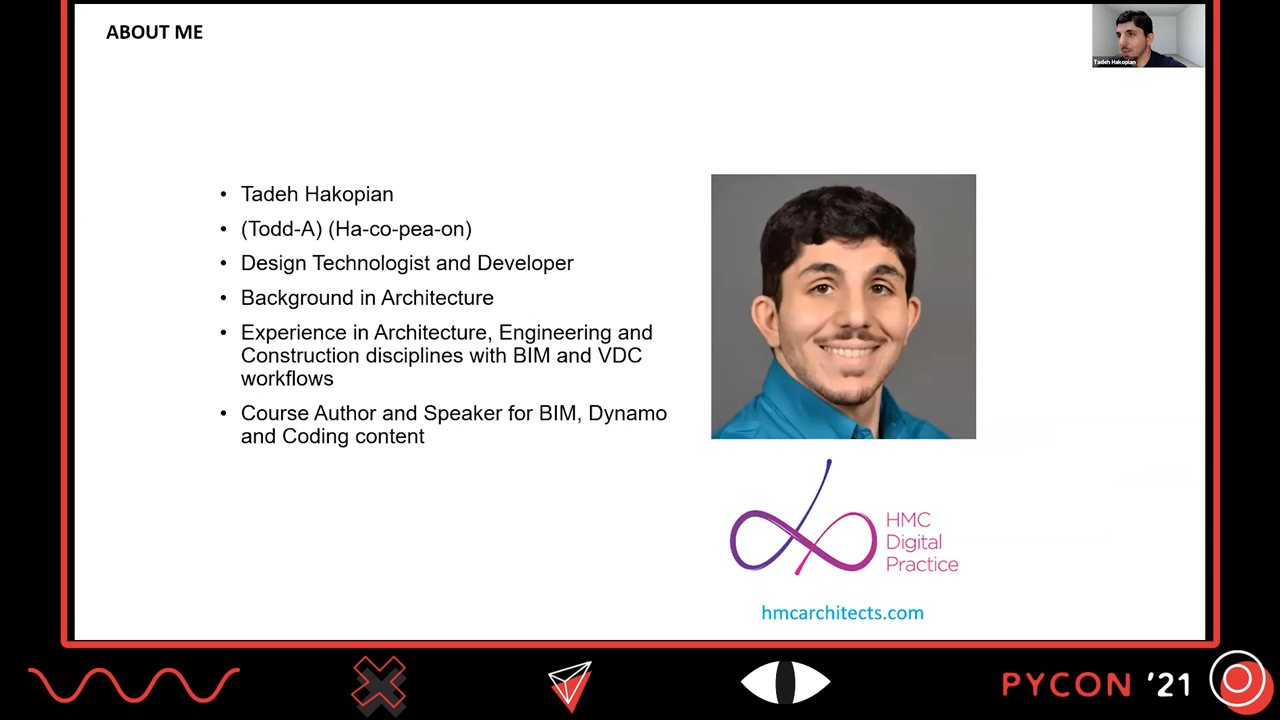 ABOUT ME
Tadeh Hakopian
• Tadeh Hakopian
• (Todd-A) (Ha-co-pea-on)
• Design Technologist and Developer
• Background in Architecture
• Experience in Architecture, Engineering and
Construction disciplines with BIM and VDC
workflows
• Course Author and Speaker for BIM, Dynamo
and Coding content
HMC
Digital
Practice
hmcarchitects.com
PYCON '21